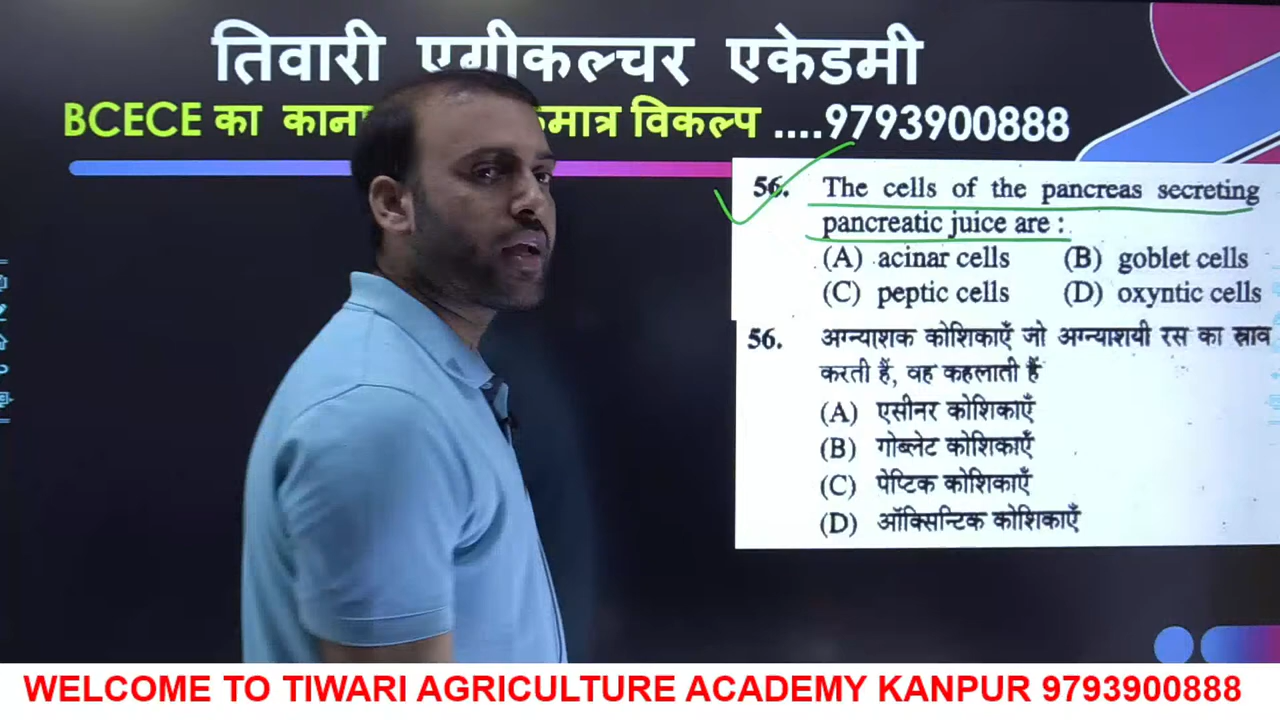 तिवारी एग्रीकल्चर एकेडमी
BCECE का विकल्प ....9793900888
56. The cells of the pancreas secreting
pancreatic juice are :
(A) acinar cells (B) goblet cells
(C) peptic cells (D) oxyntic cells
56. अग्न्याशक कोशिकाएँ जो अग्न्याशयी रस का स्राव
करती हैं, वह कहलाती हैं
(A) एसीनर कोशिकाएँ
(B) गोब्लेट कोशिकाएँ
(C) पेप्टिक कोशिकाएँ
(D) ऑक्सिन्टिक कोशिकाएँ
WELCOME TO TIWARI AGRICULTURE ACADEMY KANPUR 9793900888